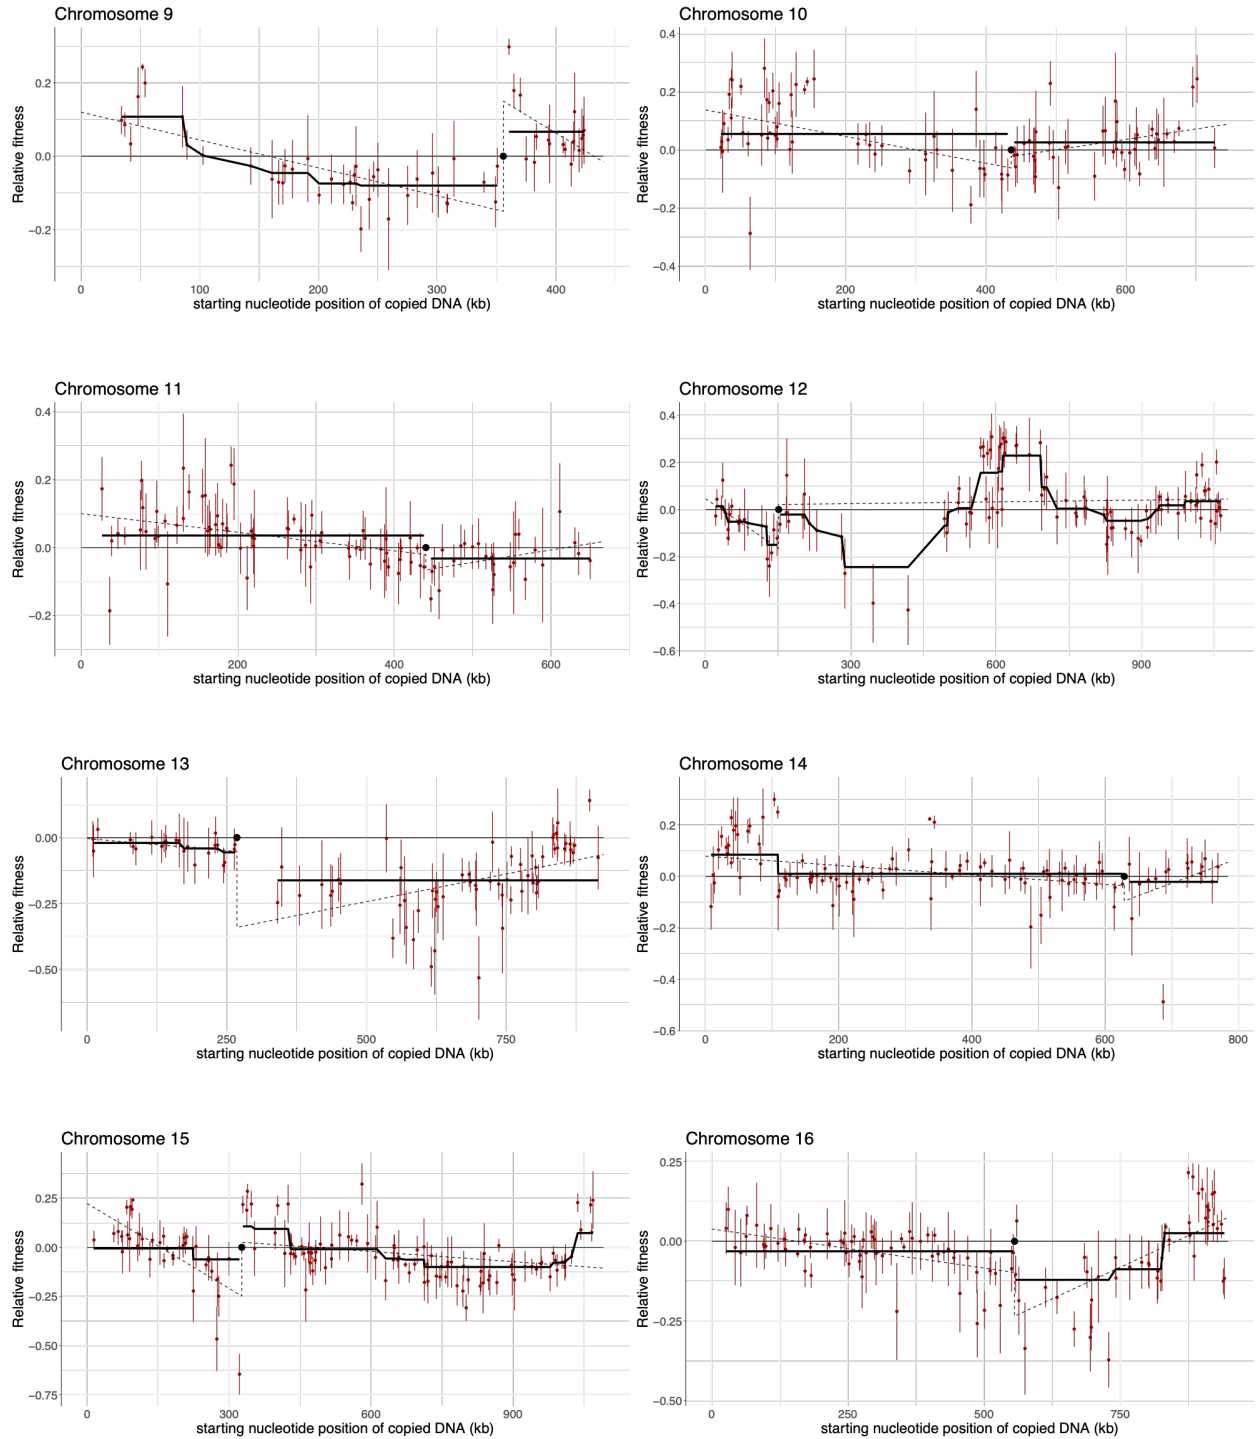 Chromosome 9
Relative fitness
0.2
0.0
−0.2
0
100
200
300
400
starting nucleotide position of copied DNA (kb)
Chromosome 10
Relative fitness
0.4
0.2
0.0
−0.2
−0.4
0
200
400
600
starting nucleotide position of copied DNA (kb)
Chromosome 11
Relative fitness
0.4
0.2
0.0
−0.2
0
200
400
600
starting nucleotide position of copied DNA (kb)
Chromosome 12
Relative fitness
0.4
0.2
0.0
−0.2
−0.4
−0.6
0
300
600
900
starting nucleotide position of copied DNA (kb)
Chromosome 13
Relative fitness
0.00
−0.25
−0.50
0
250
500
750
starting nucleotide position of copied DNA (kb)
Chromosome 14
Relative fitness
0.2
0.0
−0.2
−0.4
−0.6
0
200
400
600
800
starting nucleotide position of copied DNA (kb)
Chromosome 15
Relative fitness
0.25
0.00
−0.25
−0.50
−0.75
0
300
600
900
starting nucleotide position of copied DNA (kb)
Chromosome 16
Relative fitness
0.25
0.00
−0.25
−0.50
0
250
500
750
starting nucleotide position of copied DNA (kb)